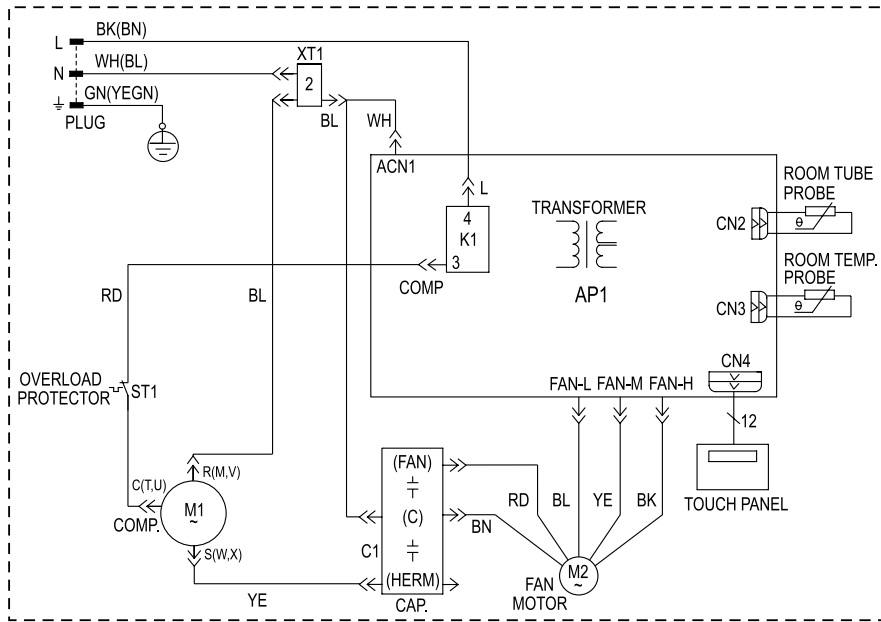 L
BK(BN)
N
WH(BL)
GN(YEGN)
PLUG
XT1
2
BL
WH
ACN1
L
4
K1
3
COMP
TRANSFORMER
AP1
ROOM TUBE
PROBE
CN2
θ
ROOM TEMP.
PROBE
CN3
θ
RD
BL
OVERLOAD
PROTECTOR
ST1
FAN-L
FAN-M
FAN-H
CN4
12
TOUCH PANEL
R(M,V)
C(T,U)
M1
~
COMP.
S(W,X)
YE
(FAN)
(C)
C1
(HERM)
CAP.
RD
BL
YE
BK
BN
M2
~
FAN
MOTOR